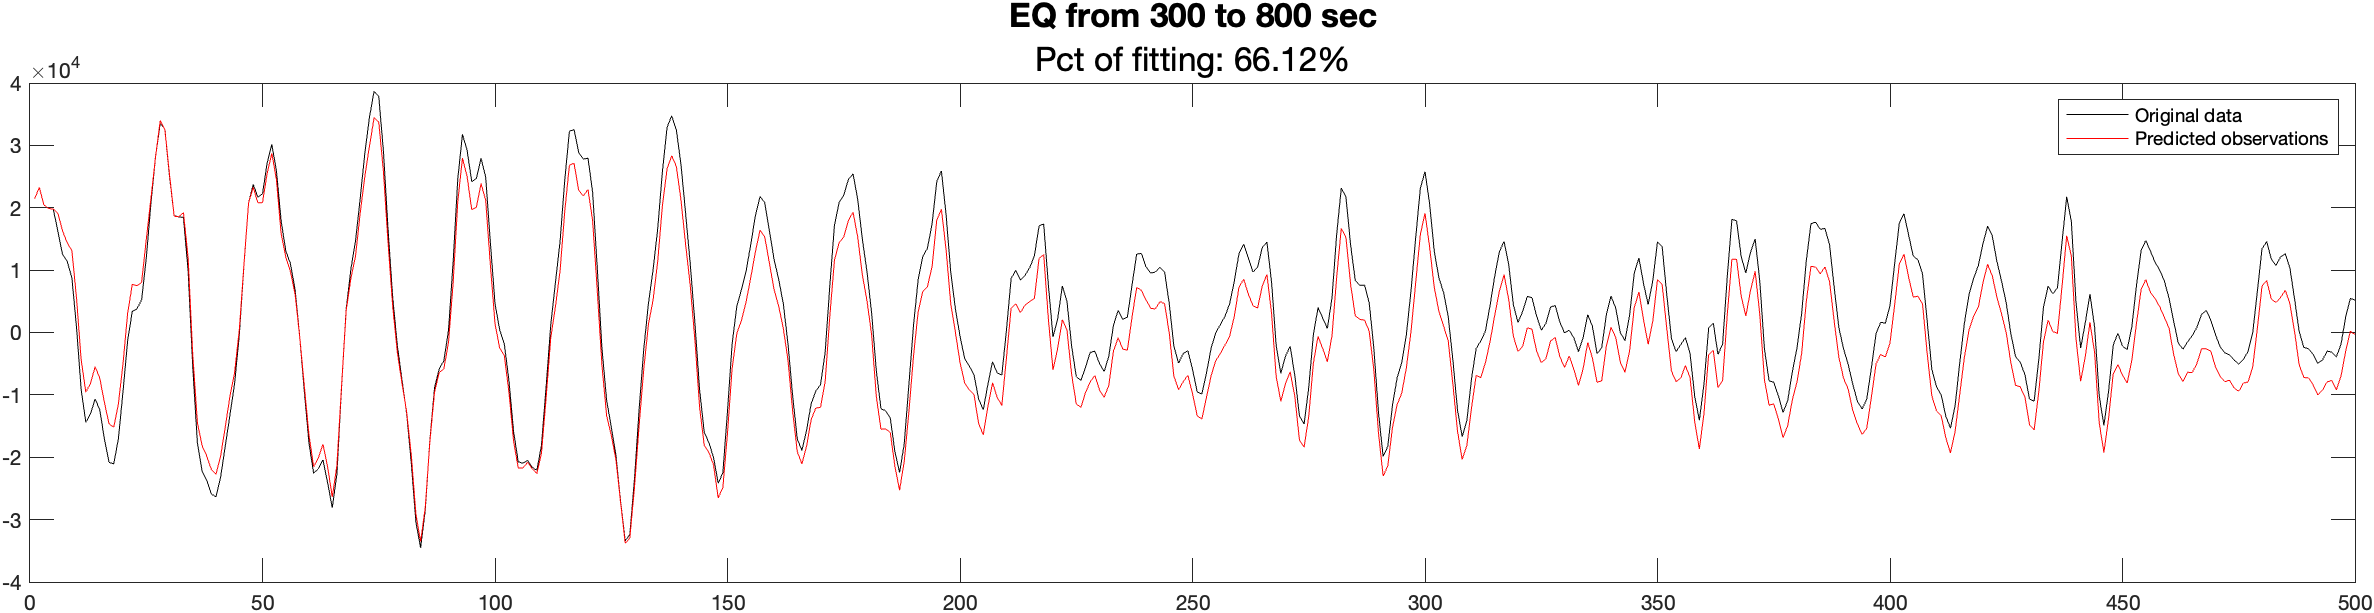 EQ from 300 to 800 sec
Pct of fitting: 66.12%
×10⁴
4
3
2
1
0
-1
-2
-3
-4
Original data
Predicted observations
0 50 100 150 200 250 300 350 400 450 500